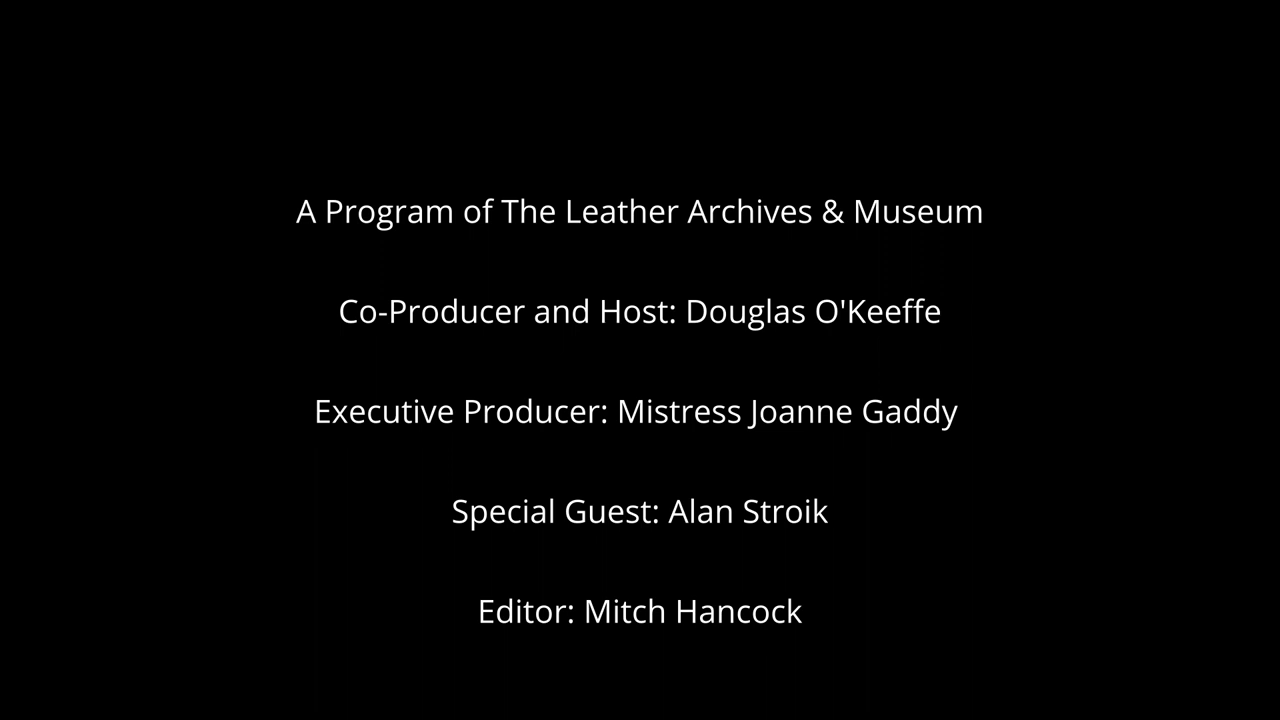 A Program of The Leather Archives & Museum
Co-Producer and Host: Douglas O'Keeffe
Executive Producer: Mistress Joanne Gaddy
Special Guest: Alan Stroik
Editor: Mitch Hancock